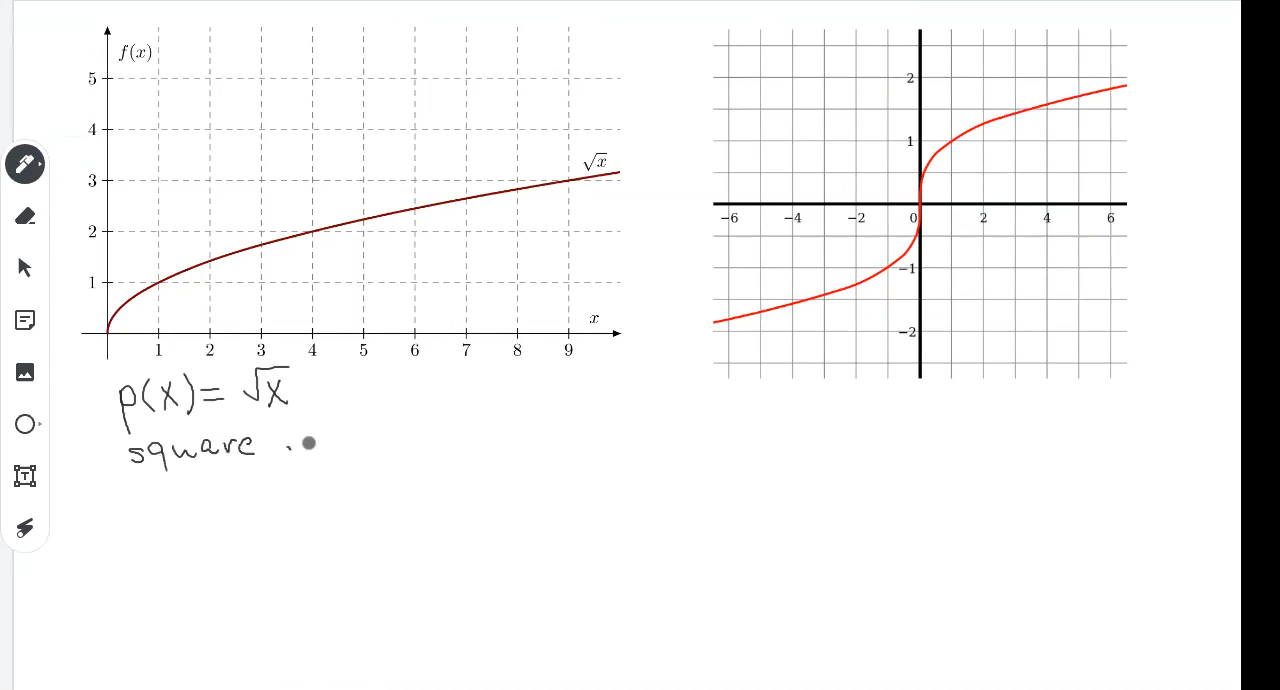 f(x)
5
4
3
2
1
√x
x
1 2 3 4 5 6 7 8 9
2
1
−6 −4 −2 0 2 4 6
−1
−2
p(x) = √x
square
T